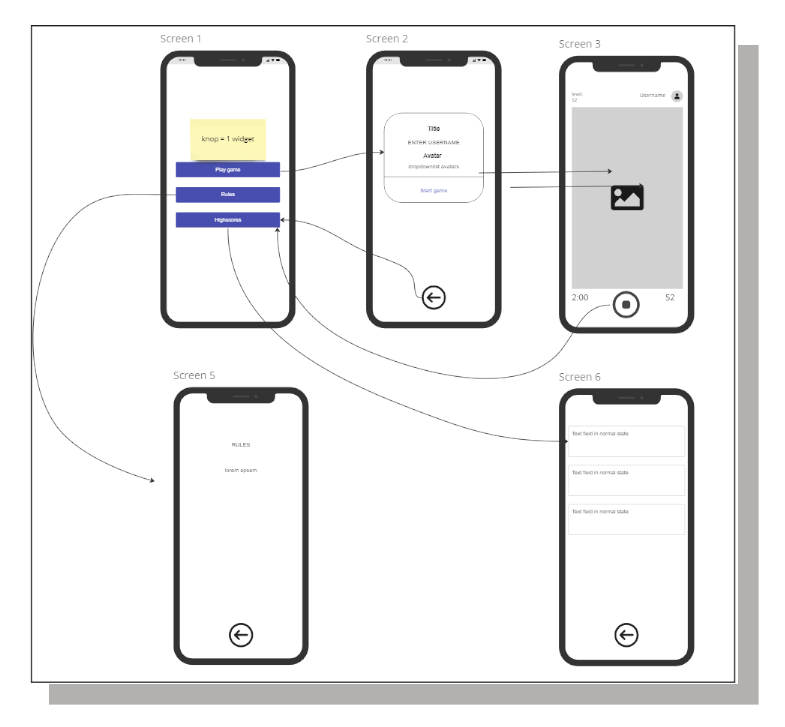 Screen 1
Screen 2
Screen 3
knop = 1 widget
Play game
Rules
Highscores
Title
ENTER USERNAME
Avatar
dropdownlist avatars
Start game
level:
52
Username
2:00
52
Screen 5
RULES
lorem epsem
Screen 6
Text field in normal state
Text field in normal state
Text field in normal state